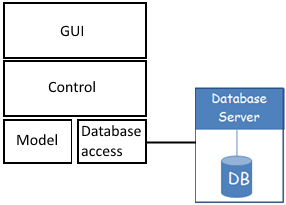 GUI
Control
Model
Database
access
Database
Server
DB